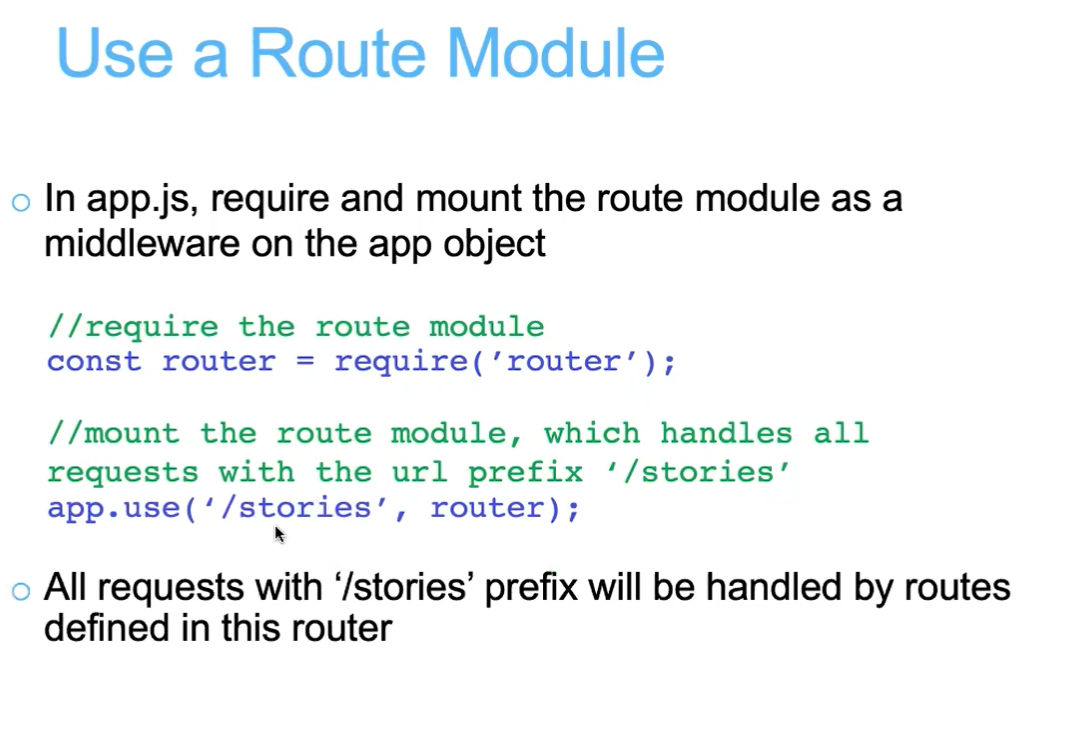 Use a Route Module
In app.js, require and mount the route module as a
middleware on the app object
//require the route module
const router = require(’router’);
//mount the route module, which handles all
requests with the url prefix ‘/stories’
app.use(‘/stories’, router);
All requests with ‘/stories’ prefix will be handled by routes
defined in this router